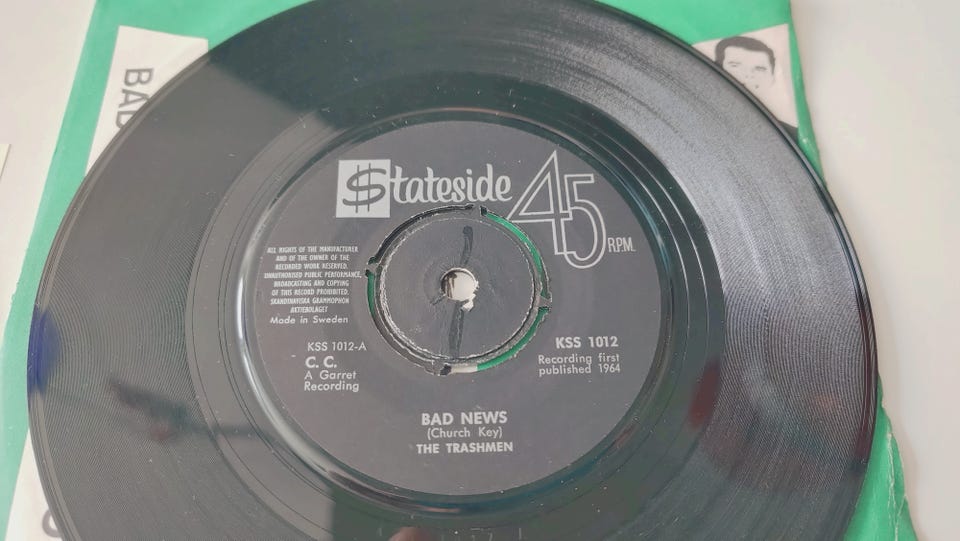 BAD
$tateside 45
R.P.M.
ALL RIGHTS OF THE MANUFACTURER
AND OF THE OWNER OF THE
RECORDED WORK RESERVED.
UNAUTHORISED PUBLIC PERFORMANCE,
BROADCASTING AND COPYING
OF THIS RECORD PROHIBITED.
SKANDINAVISKA GRAMMOPHON
AKTIEBOLAGET
Made in Sweden
KSS 1012-A
C. C.
A Garret
Recording
KSS 1012
Recording first
published 1964
BAD NEWS
(Church Key)
THE TRASHMEN